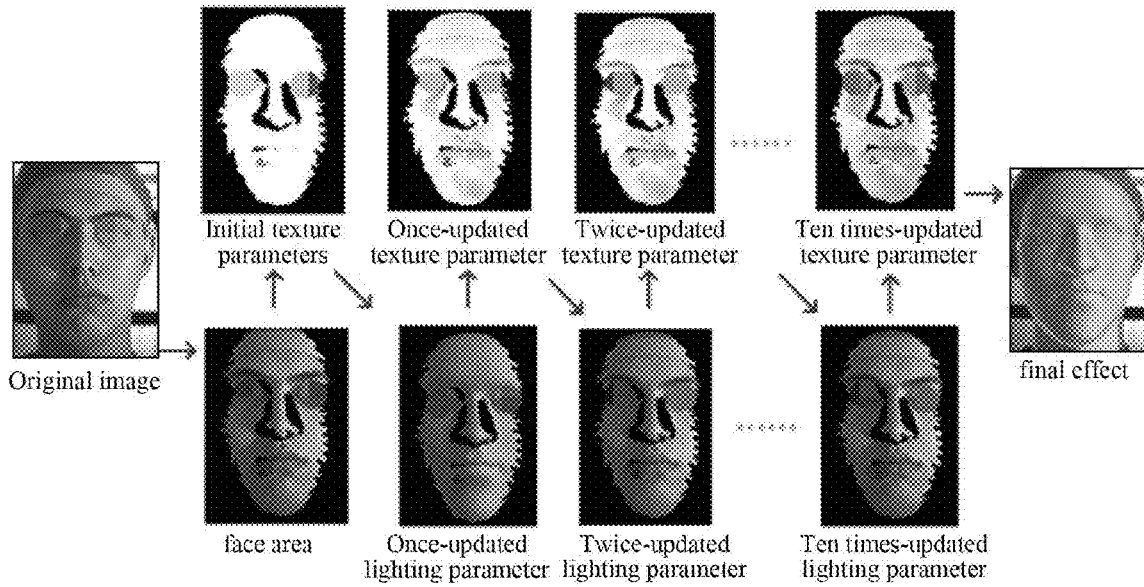 Initial texture
parameters
Once-updated
texture parameter
Twice-updated
texture parameter
......
Ten times-updated
texture parameter
Original image
final effect
face area
Once-updated
lighting parameter
Twice-updated
lighting parameter
......
Ten times-updated
lighting parameter